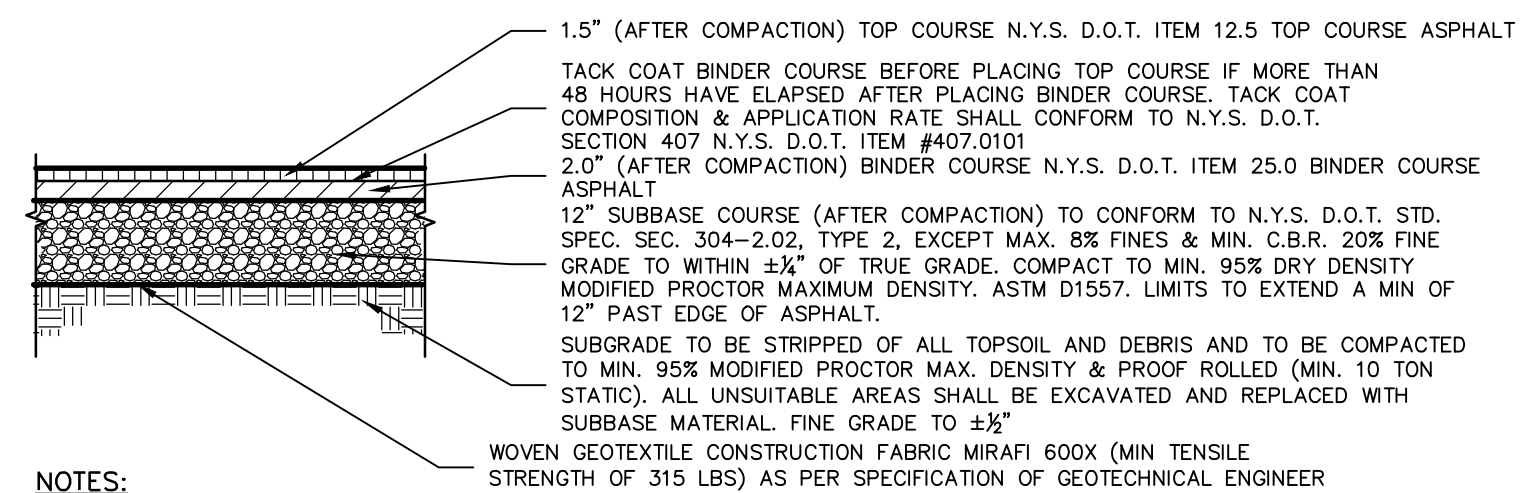 1.5" (AFTER COMPACTION) TOP COURSE N.Y.S. D.O.T. ITEM 12.5 TOP COURSE ASPHALT
TACK COAT BINDER COURSE BEFORE PLACING TOP COURSE IF MORE THAN
48 HOURS HAVE ELAPSED AFTER PLACING BINDER COURSE. TACK COAT
COMPOSITION & APPLICATION RATE SHALL CONFORM TO N.Y.S. D.O.T.
SECTION 407 N.Y.S. D.O.T. ITEM #407.0101
2.0" (AFTER COMPACTION) BINDER COURSE N.Y.S. D.O.T. ITEM 25.0 BINDER COURSE
ASPHALT
12" SUBBASE COURSE (AFTER COMPACTION) TO CONFORM TO N.Y.S. D.O.T. STD.
SPEC. SEC. 304-2.02, TYPE 2, EXCEPT MAX. 8% FINES & MIN. C.B.R. 20% FINE
GRADE TO WITHIN ±¼" OF TRUE GRADE. COMPACT TO MIN. 95% DRY DENSITY
MODIFIED PROCTOR MAXIMUM DENSITY. ASTM D1557. LIMITS TO EXTEND A MIN OF
12" PAST EDGE OF ASPHALT.
SUBGRADE TO BE STRIPPED OF ALL TOPSOIL AND DEBRIS AND TO BE COMPACTED
TO MIN. 95% MODIFIED PROCTOR MAX. DENSITY & PROOF ROLLED (MIN. 10 TON
STATIC). ALL UNSUITABLE AREAS SHALL BE EXCAVATED AND REPLACED WITH
SUBBASE MATERIAL. FINE GRADE TO ±½"
WOVEN GEOTEXTILE CONSTRUCTION FABRIC MIRAFI 600X (MIN TENSILE
STRENGTH OF 315 LBS) AS PER SPECIFICATION OF GEOTECHNICAL ENGINEER
NOTES: